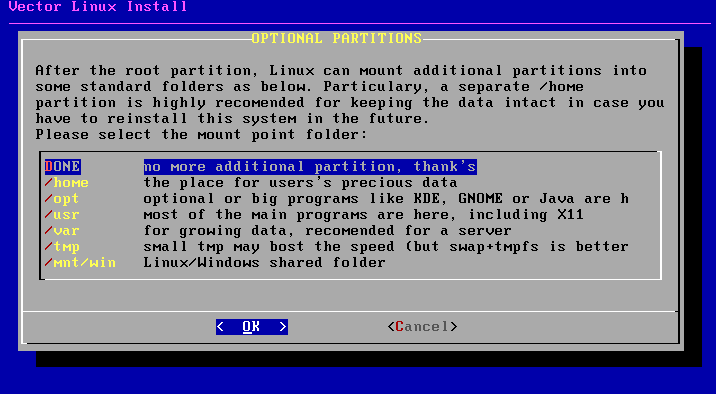 Vector Linux Install
OPTIONAL PARTITIONS
After the root partition, Linux can mount additional partitions into
some standard folders as below. Particulary, a separate /home
partition is highly recomended for keeping the data intact in case you
have to reinstall this system in the future.
Please select the mount point folder:
DONE no more additional partition, thank's
/home the place for users's precious data
/opt optional or big programs like KDE, GNOME or Java are h
/usr most of the main programs are here, including X11
/var for growing data, recomended for a server
/tmp small tmp may bost the speed (but swap+tmpfs is better
/mnt/win Linux/Windows shared folder
< OK > <Cancel>